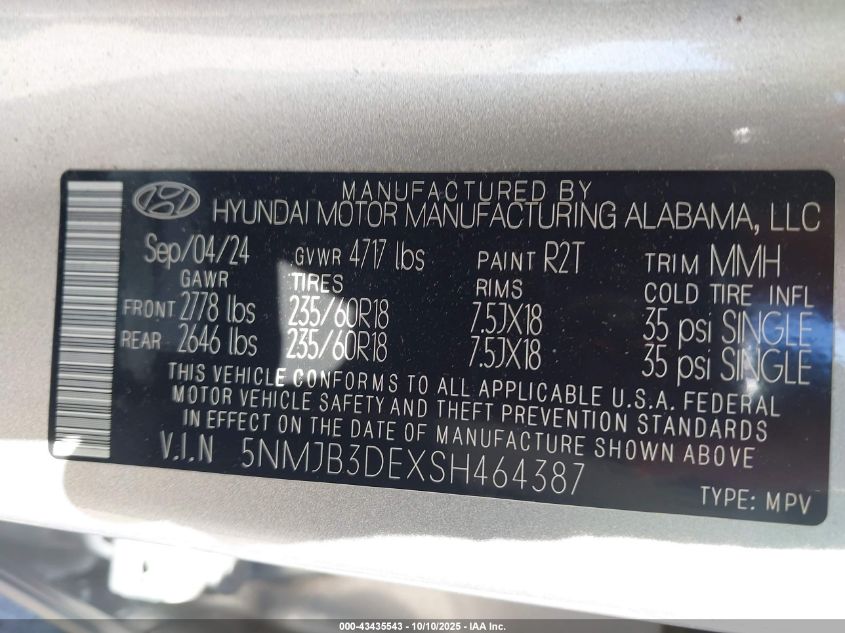 MANUFACTURED BY
HYUNDAI MOTOR MANUFACTURING ALABAMA, LLC
Sep/04/24 GVWR 4717 lbs PAINT R2T TRIM MMH
GAWR TIRES RIMS COLD TIRE INFL
FRONT 2778 lbs 235/60R18 7.5JX18 35 psi SINGLE
REAR 2646 lbs 235/60R18 7.5JX18 35 psi SINGLE
THIS VEHICLE CONFORMS TO ALL APPLICABLE U.S.A. FEDERAL
MOTOR VEHICLE SAFETY AND THEFT PREVENTION STANDARDS
IN EFFECT ON THE DATE OF MANUFACTURE SHOWN ABOVE
V.I.N 5NMJB3DEXSH464387
TYPE: MPV
000-43435543 - 10/10/2025 - IAA Inc.